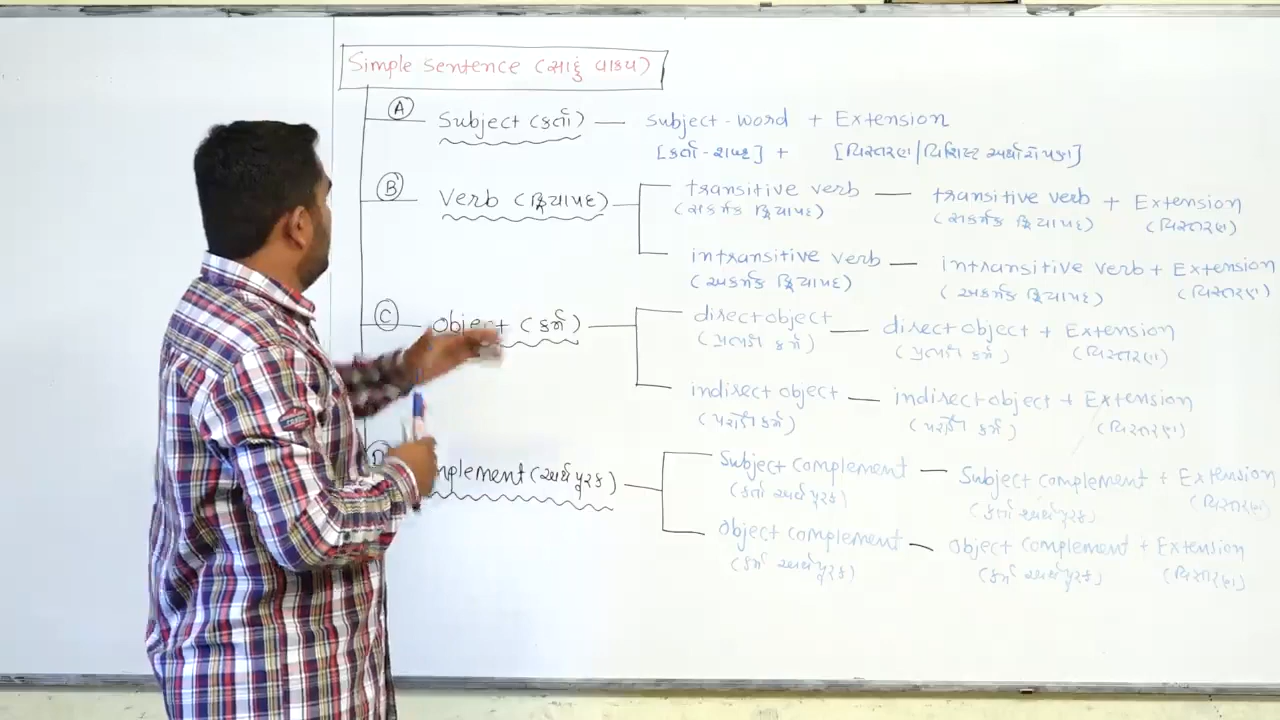 Simple sentence (સાદું વાક્ય)
A Subject (કર્તા) — subject-word + Extension
[કર્તા-શબ્દ] + [વિસ્તરણ/વિશિષ્ટ અર્થારોપકો]
B Verb (ક્રિયાપદ) transitive verb — transitive verb + Extension
(સકર્મક ક્રિયાપદ) (સકર્મક ક્રિયાપદ) (વિસ્તરણ)
intransitive verb — intransitive verb + Extension
(અકર્મક ક્રિયાપદ) (અકર્મક ક્રિયાપદ) (વિસ્તરણ)
C Object (કર્મ) direct object — direct object + Extension
(પ્રત્યક્ષ કર્મ) (પ્રત્યક્ષ કર્મ) (વિસ્તરણ)
indirect object — indirect object + Extension
(પરોક્ષ કર્મ) (પરોક્ષ કર્મ) (વિસ્તરણ)
D mplement (અર્થપૂરક) Subject complement — Subject complement + Extension
(કર્તા અર્થપૂરક) (કર્તા અર્થપૂરક) (વિસ્તરણ)
Object complement — Object complement + Extension
(કર્મ અર્થપૂરક) (કર્મ અર્થપૂરક) (વિસ્તરણ)